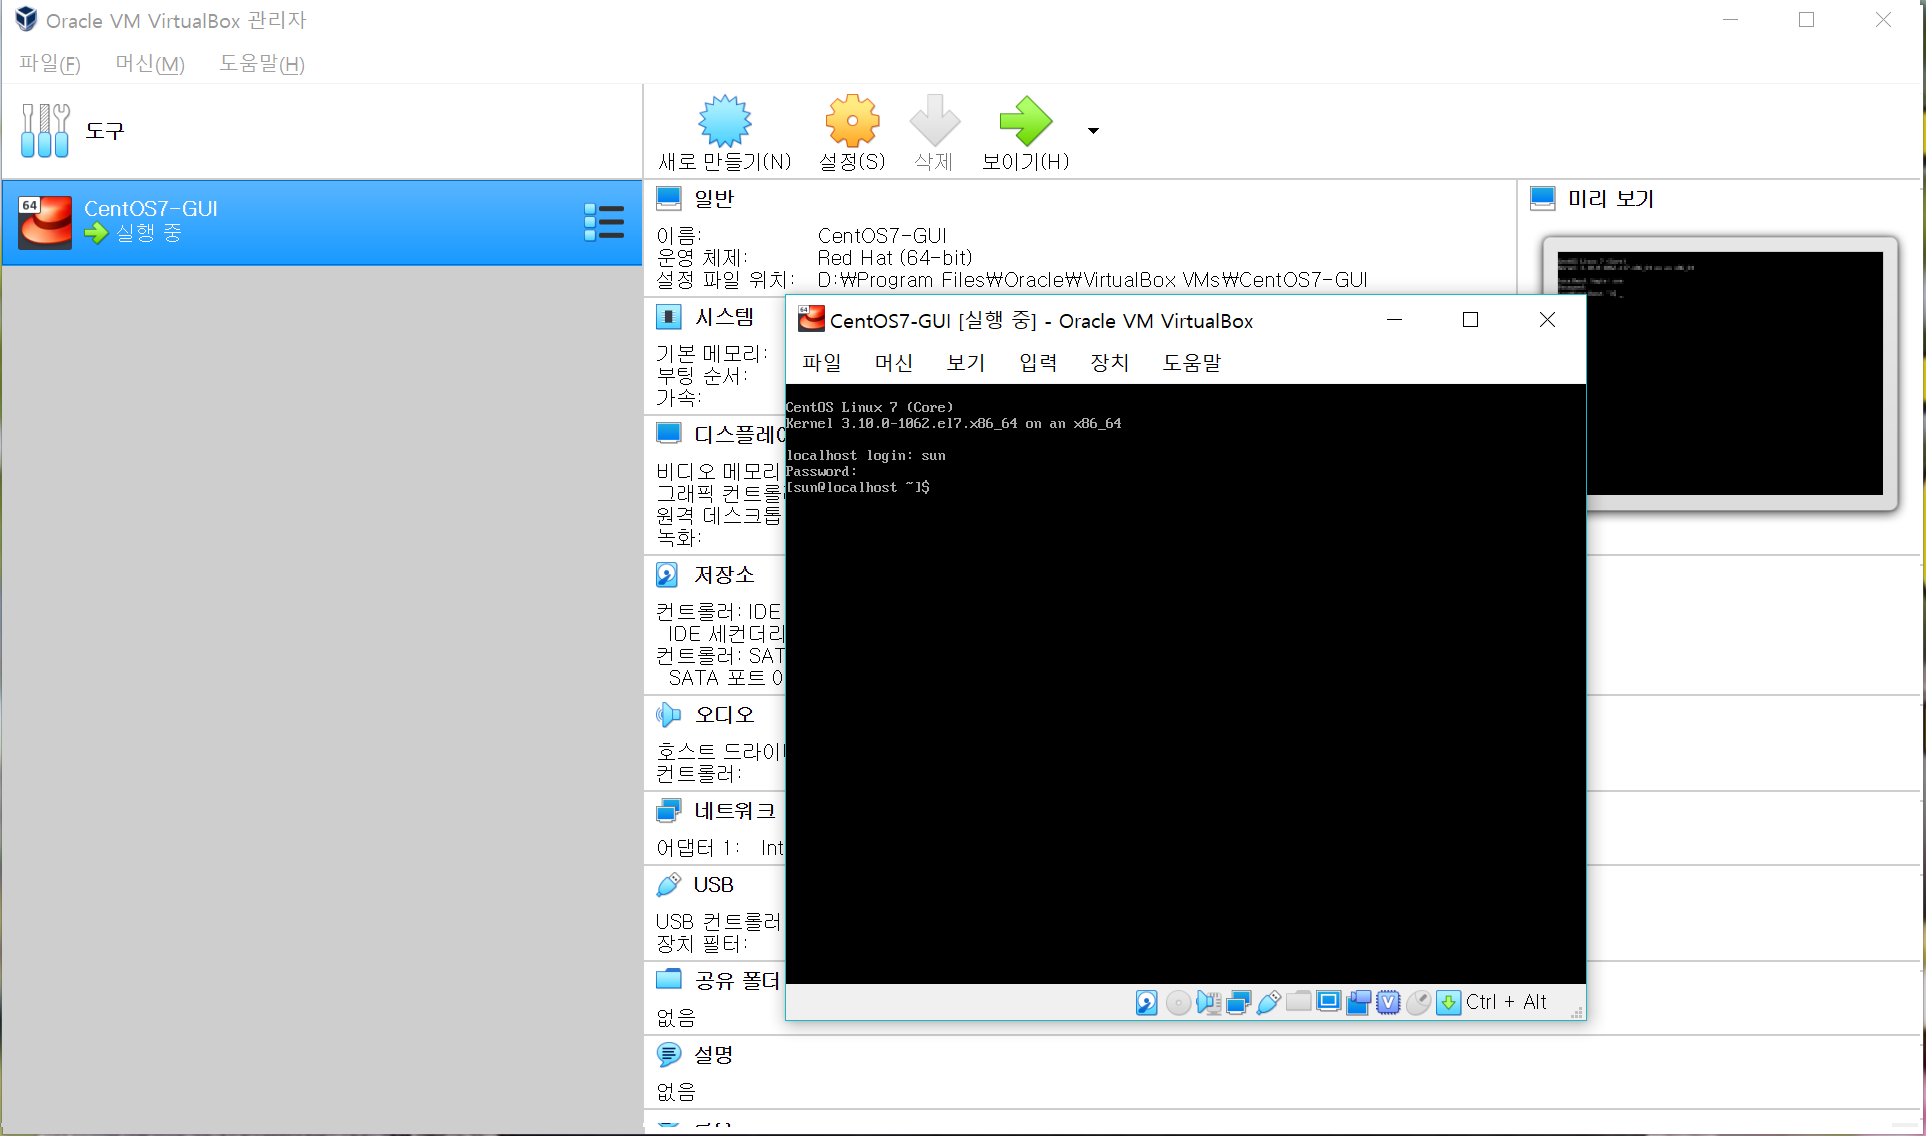 Oracle VM VirtualBox 관리자
파일(F) 머신(M) 도움말(H)
도구
새로 만들기(N) 설정(S) 삭제 보이기(H)
64
CentOS7-GUI
실행 중
일반
이름: CentOS7-GUI
운영 체제: Red Hat (64-bit)
설정 파일 위치: D:₩Program Files₩Oracle₩VirtualBox VMs₩CentOS7-GUI
미리 보기
시스템
기본 메모리:
부팅 순서:
가속:
디스플레이
비디오 메모리
그래픽 컨트롤
원격 데스크톱
녹화:
저장소
컨트롤러: IDE
IDE 세컨더리
컨트롤러: SAT
SATA 포트 0
오디오
호스트 드라이
컨트롤러:
네트워크
어댑터 1: Int
USB
USB 컨트롤러
장치 필터:
공유 폴더
없음
설명
없음
64
CentOS7-GUI [실행 중] - Oracle VM VirtualBox
파일 머신 보기 입력 장치 도움말
CentOS Linux 7 (Core)
Kernel 3.10.0-1062.el7.x86_64 on an x86_64
localhost login: sun
Password:
[sun@localhost ~]$
Ctrl + Alt